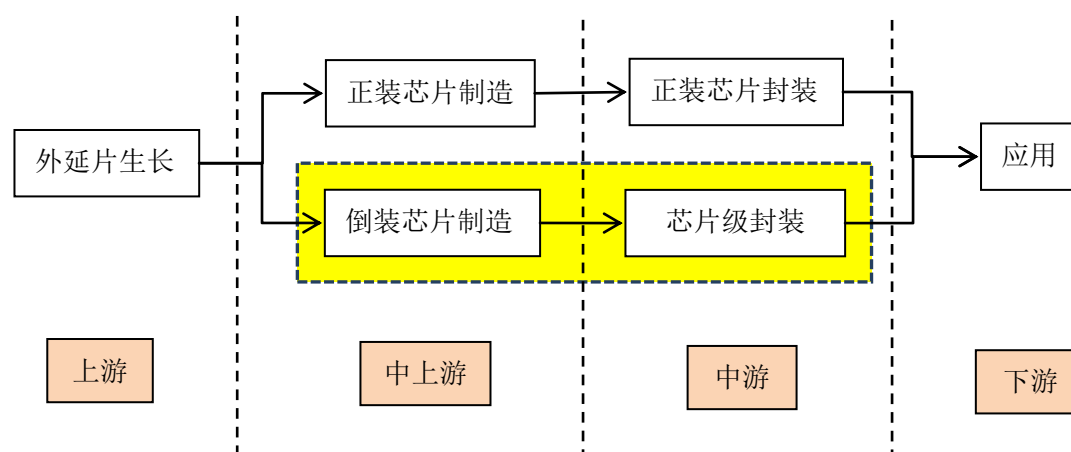 正装芯片制造
正装芯片封装
外延片生长
应用
倒装芯片制造
芯片级封装
上游
中上游
中游
下游